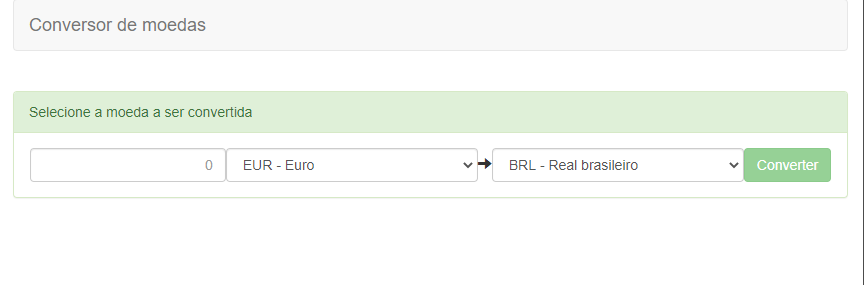 Conversor de moedas
Selecione a moeda a ser convertida
0 EUR - Euro BRL - Real brasileiro Converter